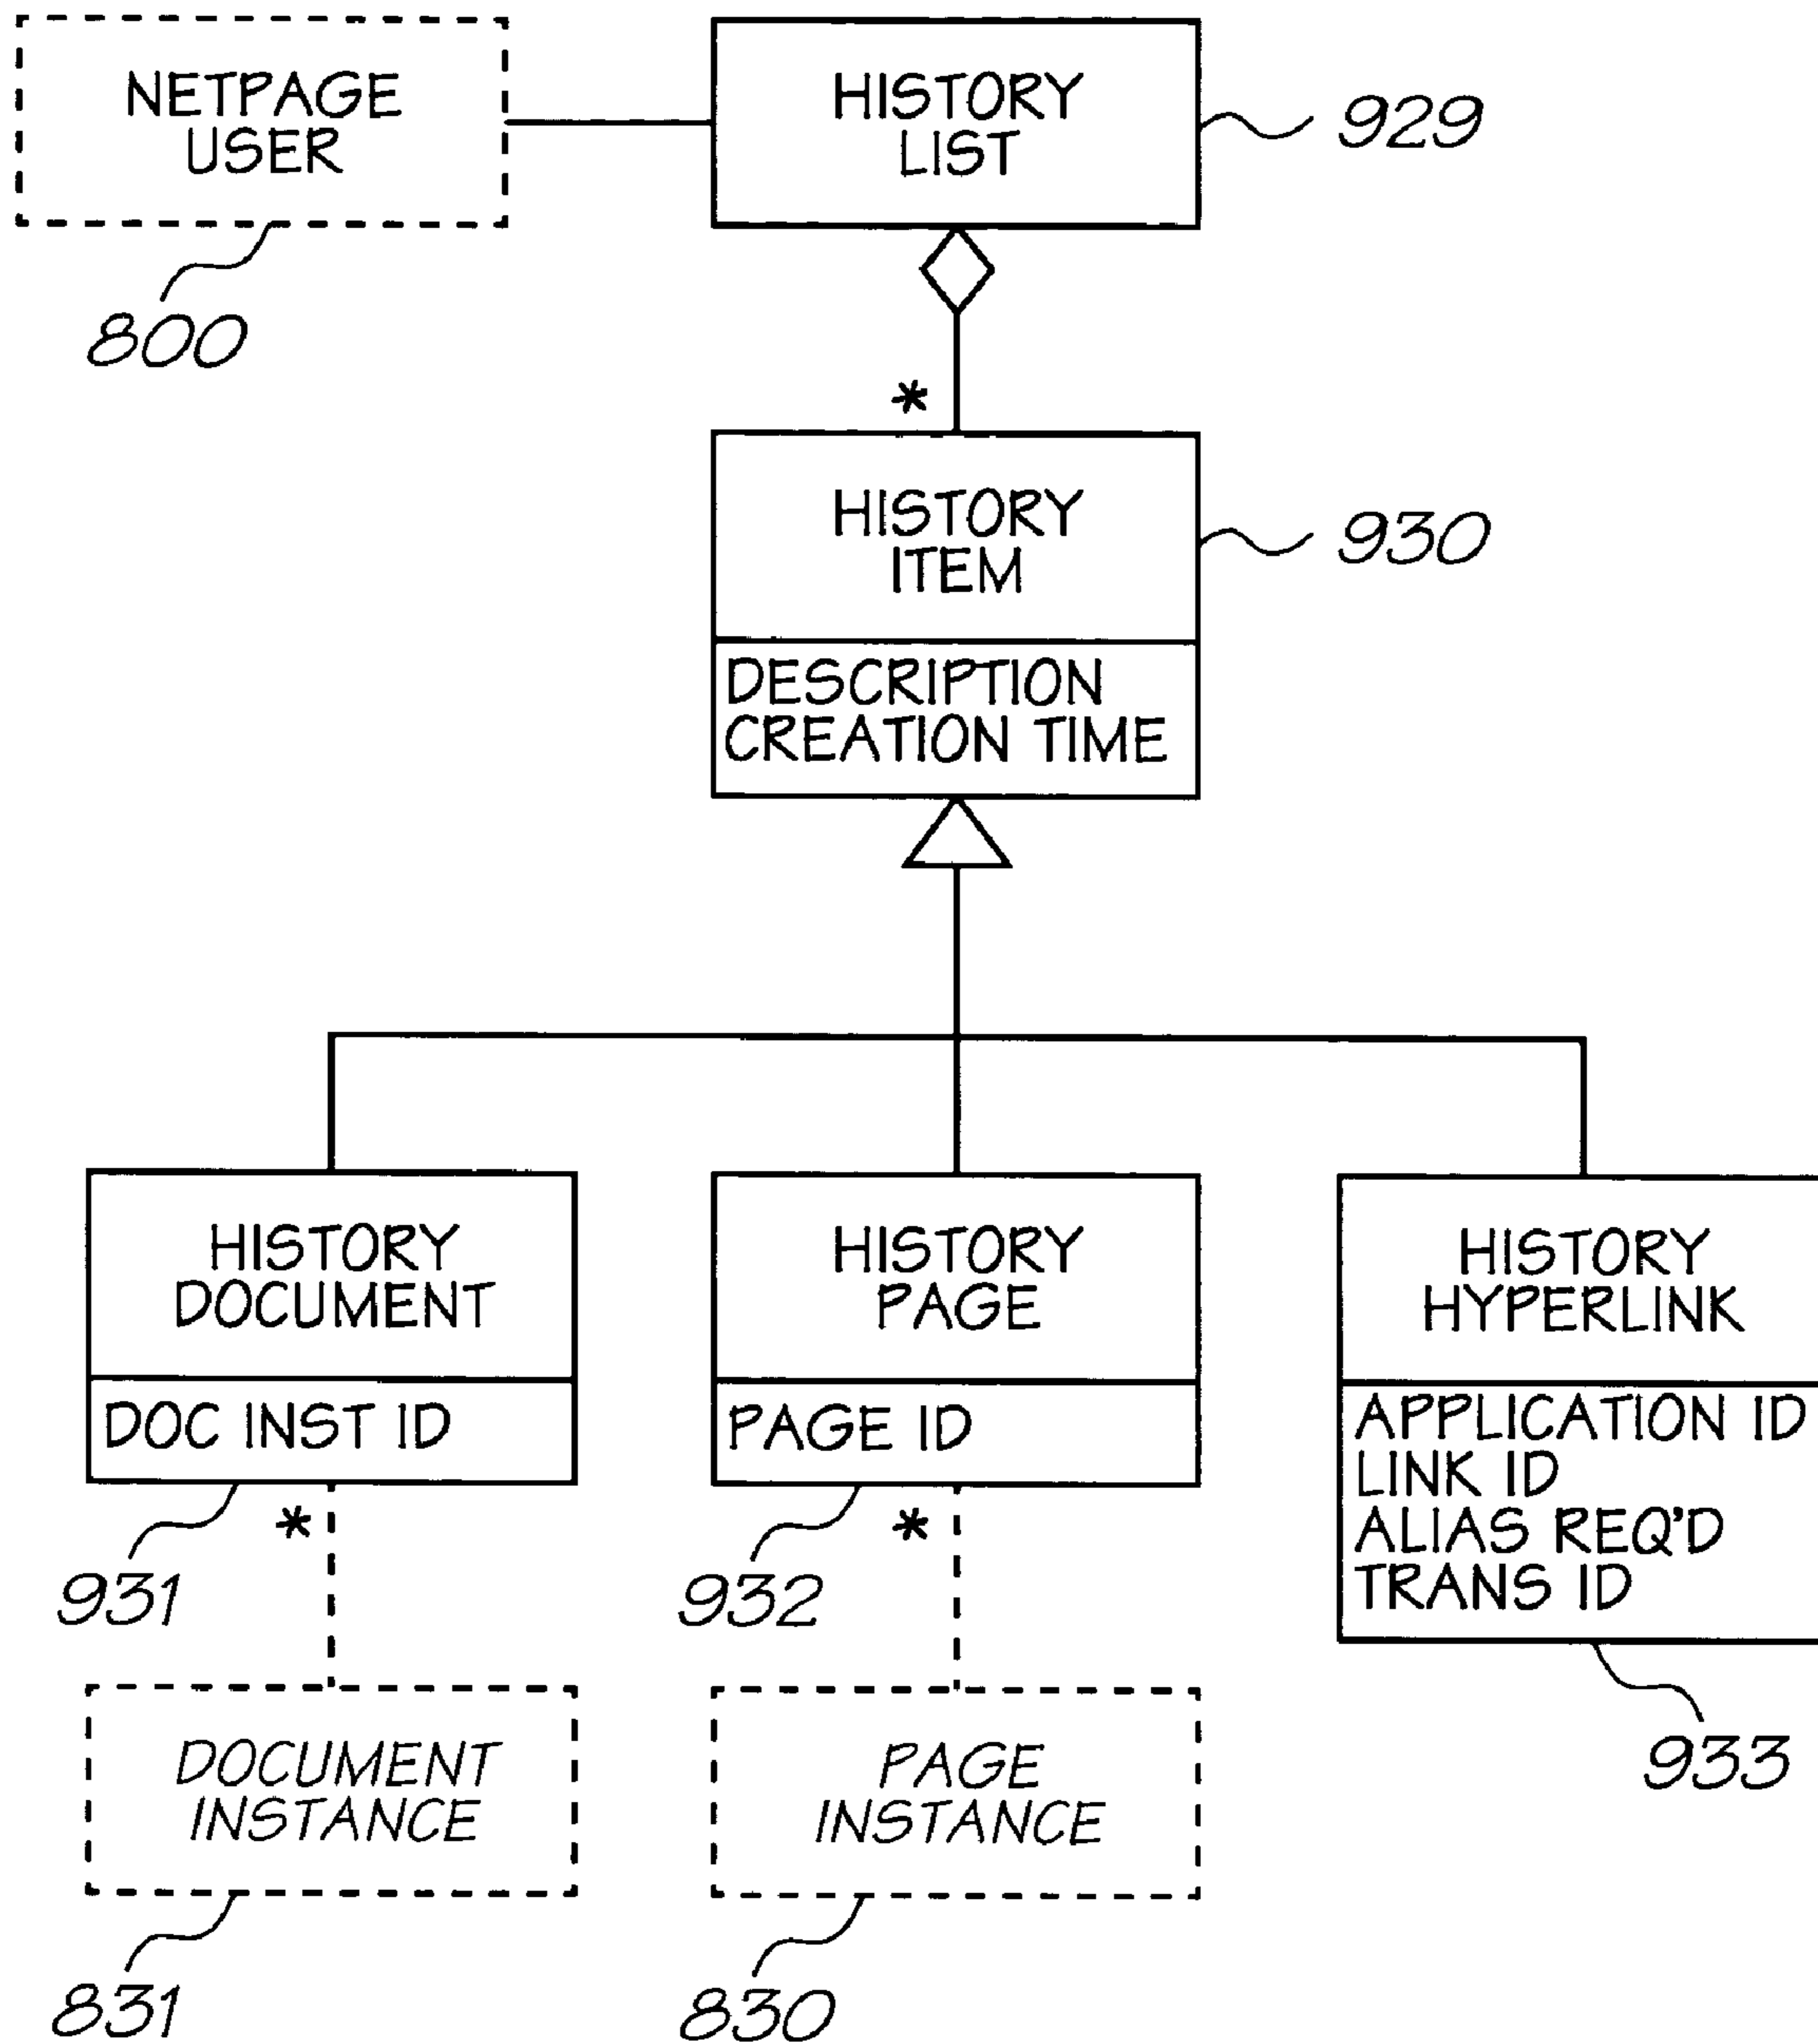 NETPAGE
USER
800
HISTORY
LIST
929
*
HISTORY
ITEM
930
DESCRIPTION
CREATION TIME
HISTORY
DOCUMENT
DOC INST ID
*
931
HISTORY
PAGE
PAGE ID
*
932
HISTORY
HYPERLINK
APPLICATION ID
LINK ID
ALIAS REQ'D
TRANS ID
933
DOCUMENT
INSTANCE
831
PAGE
INSTANCE
830